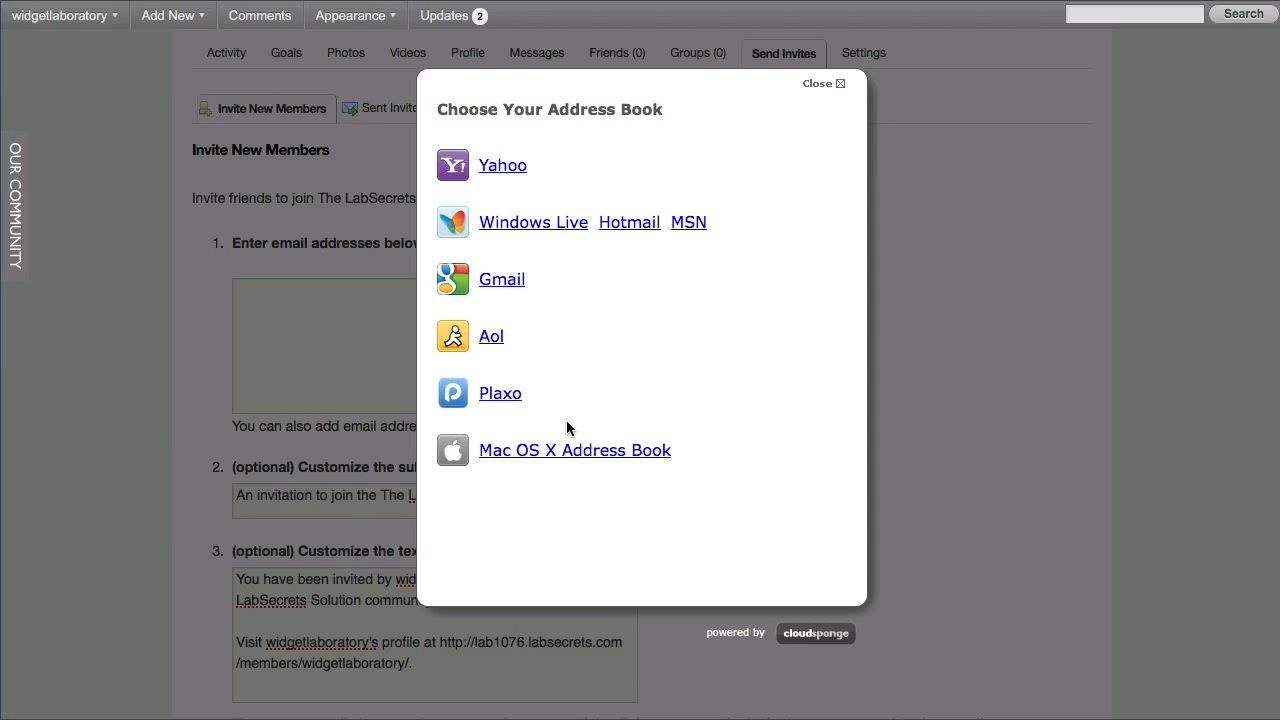 widgetlaboratory Add New Comments Appearance Updates 2 Search
Activity Goals Photos Videos Profile Messages Friends (0) Groups (0) Send Invites Settings
Close
Invite New Members Sent Invite
Choose Your Address Book
Invite New Members
Yahoo
Invite friends to join The LabSecrets
Windows Live Hotmail MSN
OUR COMMUNITY
1. Enter email addresses belo
Gmail
Aol
Plaxo
You can also add email addre
Mac OS X Address Book
2. (optional) Customize the su
An invitation to join the The L
3. (optional) Customize the tex
You have been invited by wid
LabSecrets Solution commun
powered by cloudsponge
Visit widgetlaboratory's profile at http://lab1076.labsecrets.com
/members/widgetlaboratory/.